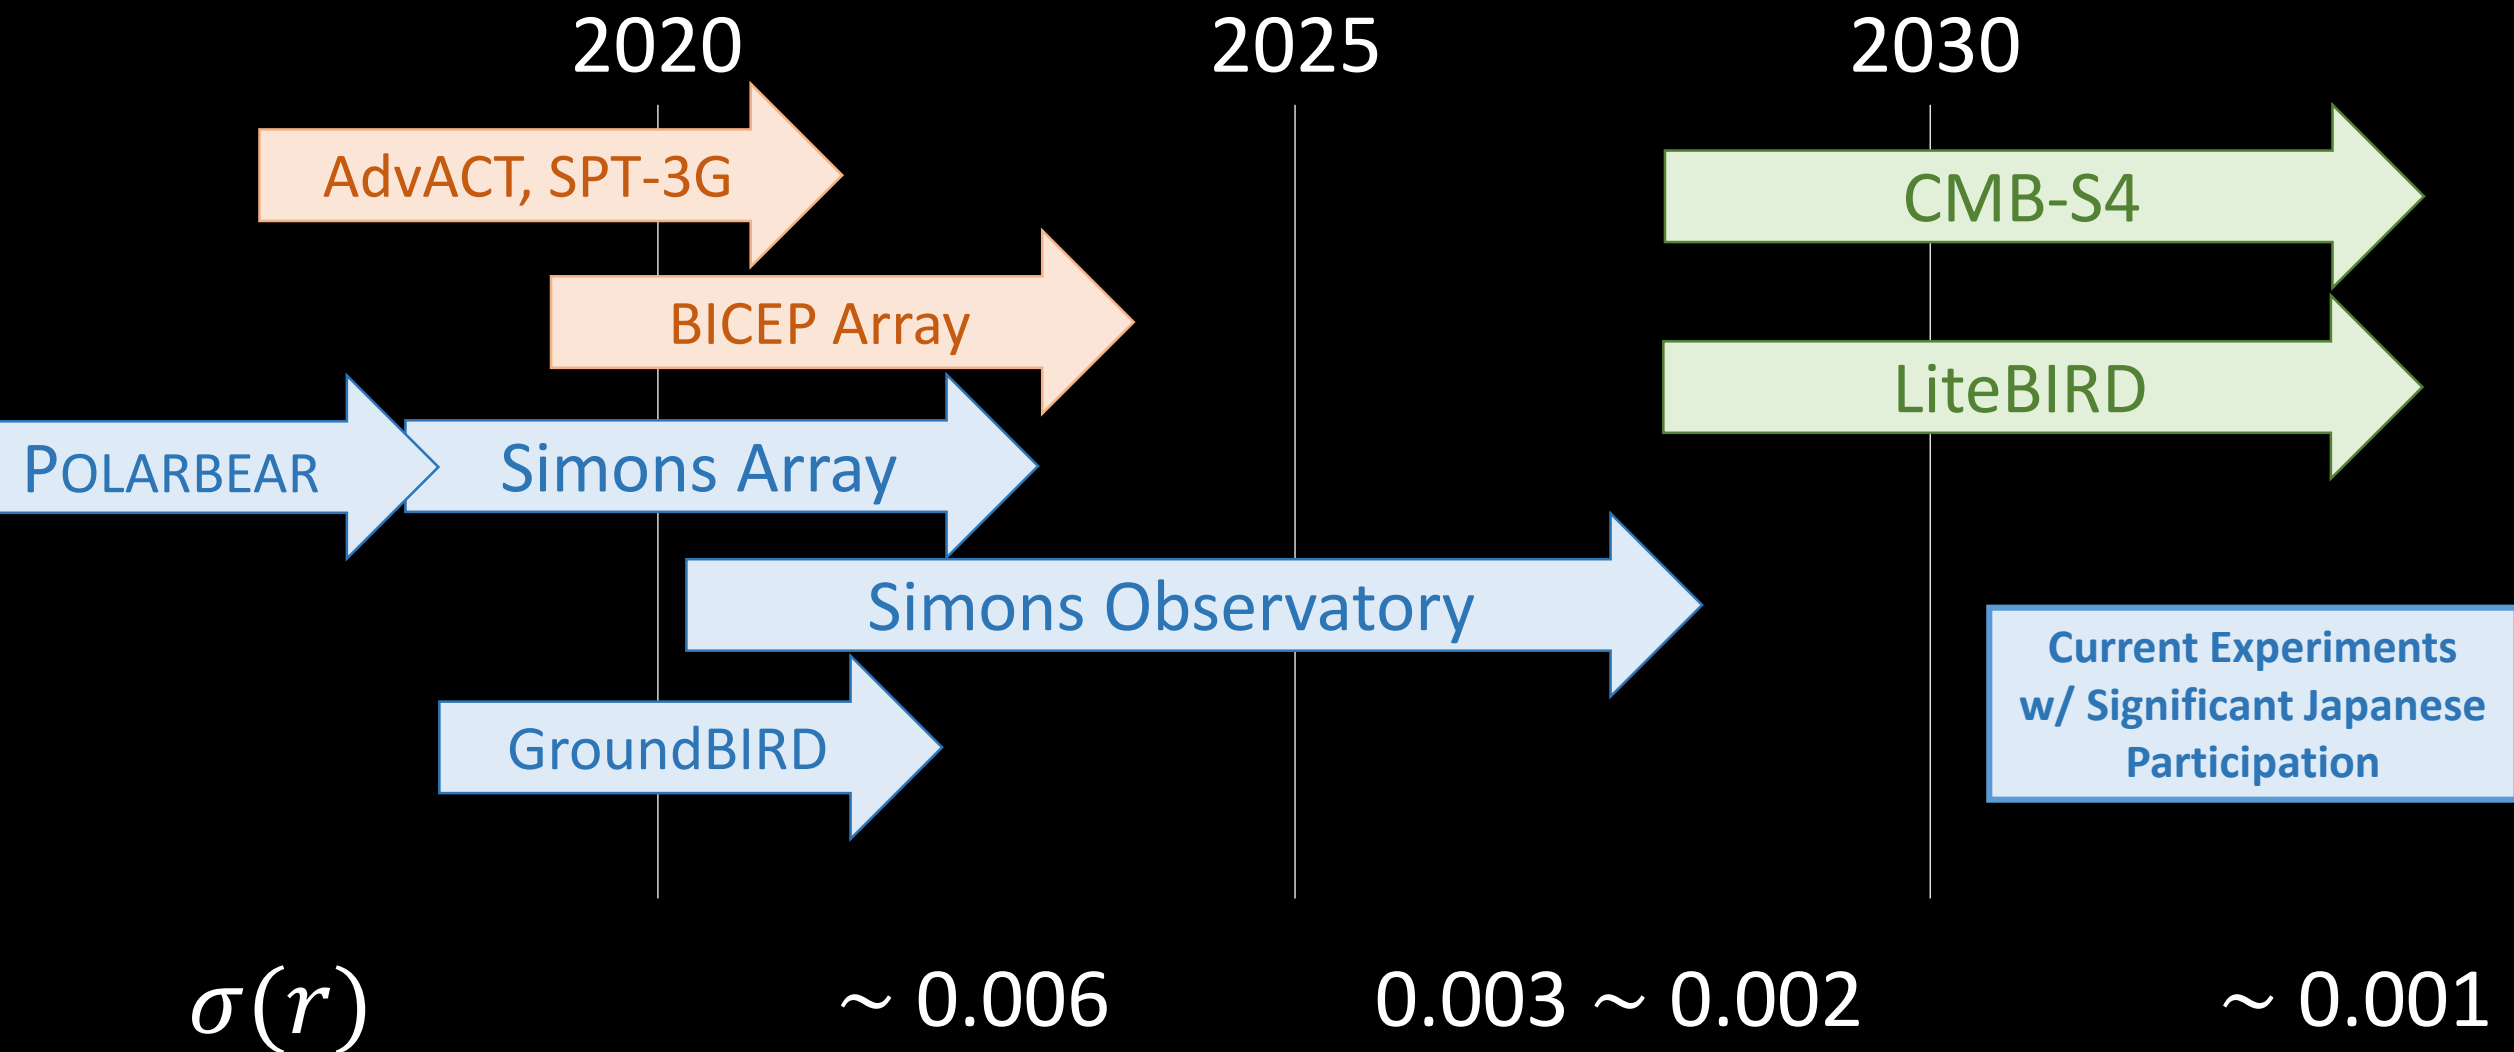 2020 2025 2030
AdvACT, SPT-3G
CMB-S4
BICEP Array
LiteBIRD
POLARBEAR
Simons Array
Simons Observatory
Current Experiments
w/ Significant Japanese
Participation
GroundBIRD
σ(r) ~ 0.006 0.003 ~ 0.002 ~ 0.001